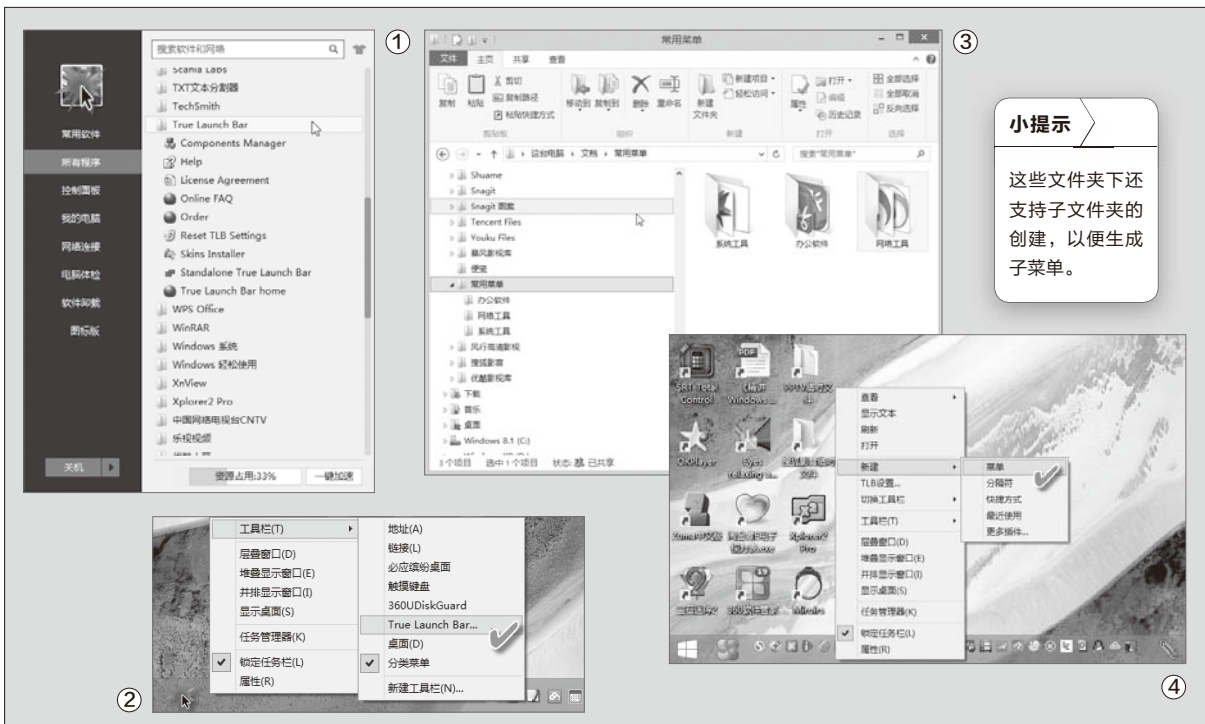 ①
搜索软件和网络
常用软件
所有程序
控制面板
我的电脑
网络连接
电脑体检
软件卸载
图标版
关机
Scania Labs
TXT文本分割器
TechSmith
True Launch Bar
Components Manager
Help
License Agreement
Online FAQ
Order
Reset TLB Settings
Skins Installer
Standalone True Launch Bar
True Launch Bar home
WPS Office
WinRAR
Windows 系统
Windows 轻松使用
XnView
Xplorer2 Pro
中国网络电视台CNTV
乐视视频
资源占用:33%
一键加速
③
常用菜单
文件 主页 共享 查看
复制
粘贴
剪切
复制路径
粘贴快捷方式
移动到 复制到 删除 重命名
新建
文件夹
新建项目
轻松访问
属性
打开
编辑
历史记录
全部选择
全部取消
反向选择
剪贴板 组织 新建 打开 选择
这台电脑 文档 常用菜单
搜索"常用菜单"
Shuame
Snagit
Snagit 图库
Tencent Files
Youku Files
暴风影视库
便笺
常用菜单
办公软件
网络工具
系统工具
风行高清影视
搜狐影音
优酷影视库
下载
音乐
桌面
Windows 8.1 (C:)
系统工具 办公软件 网络工具
3个项目 选中1个项目 状态: 已共享
小提示
这些文件夹下还
支持子文件夹的
创建，以便生成
子菜单。
②
工具栏(T)
层叠窗口(D)
堆叠显示窗口(E)
并排显示窗口(I)
显示桌面(S)
任务管理器(K)
锁定任务栏(L)
属性(R)
地址(A)
链接(L)
必应缤纷桌面
触摸键盘
360UDiskGuard
True Launch Bar...
桌面(D)
分类菜单
新建工具栏(N)...
④
SRT Total
Control
Windows ...
Xplorer2
Pro
查看
显示文本
刷新
打开
新建
TLB设置...
切换工具栏
工具栏(T)
层叠窗口(D)
堆叠显示窗口(E)
并排显示窗口(I)
显示桌面(S)
任务管理器(K)
锁定任务栏(L)
属性(R)
菜单
分隔符
快捷方式
最近使用
更多插件...